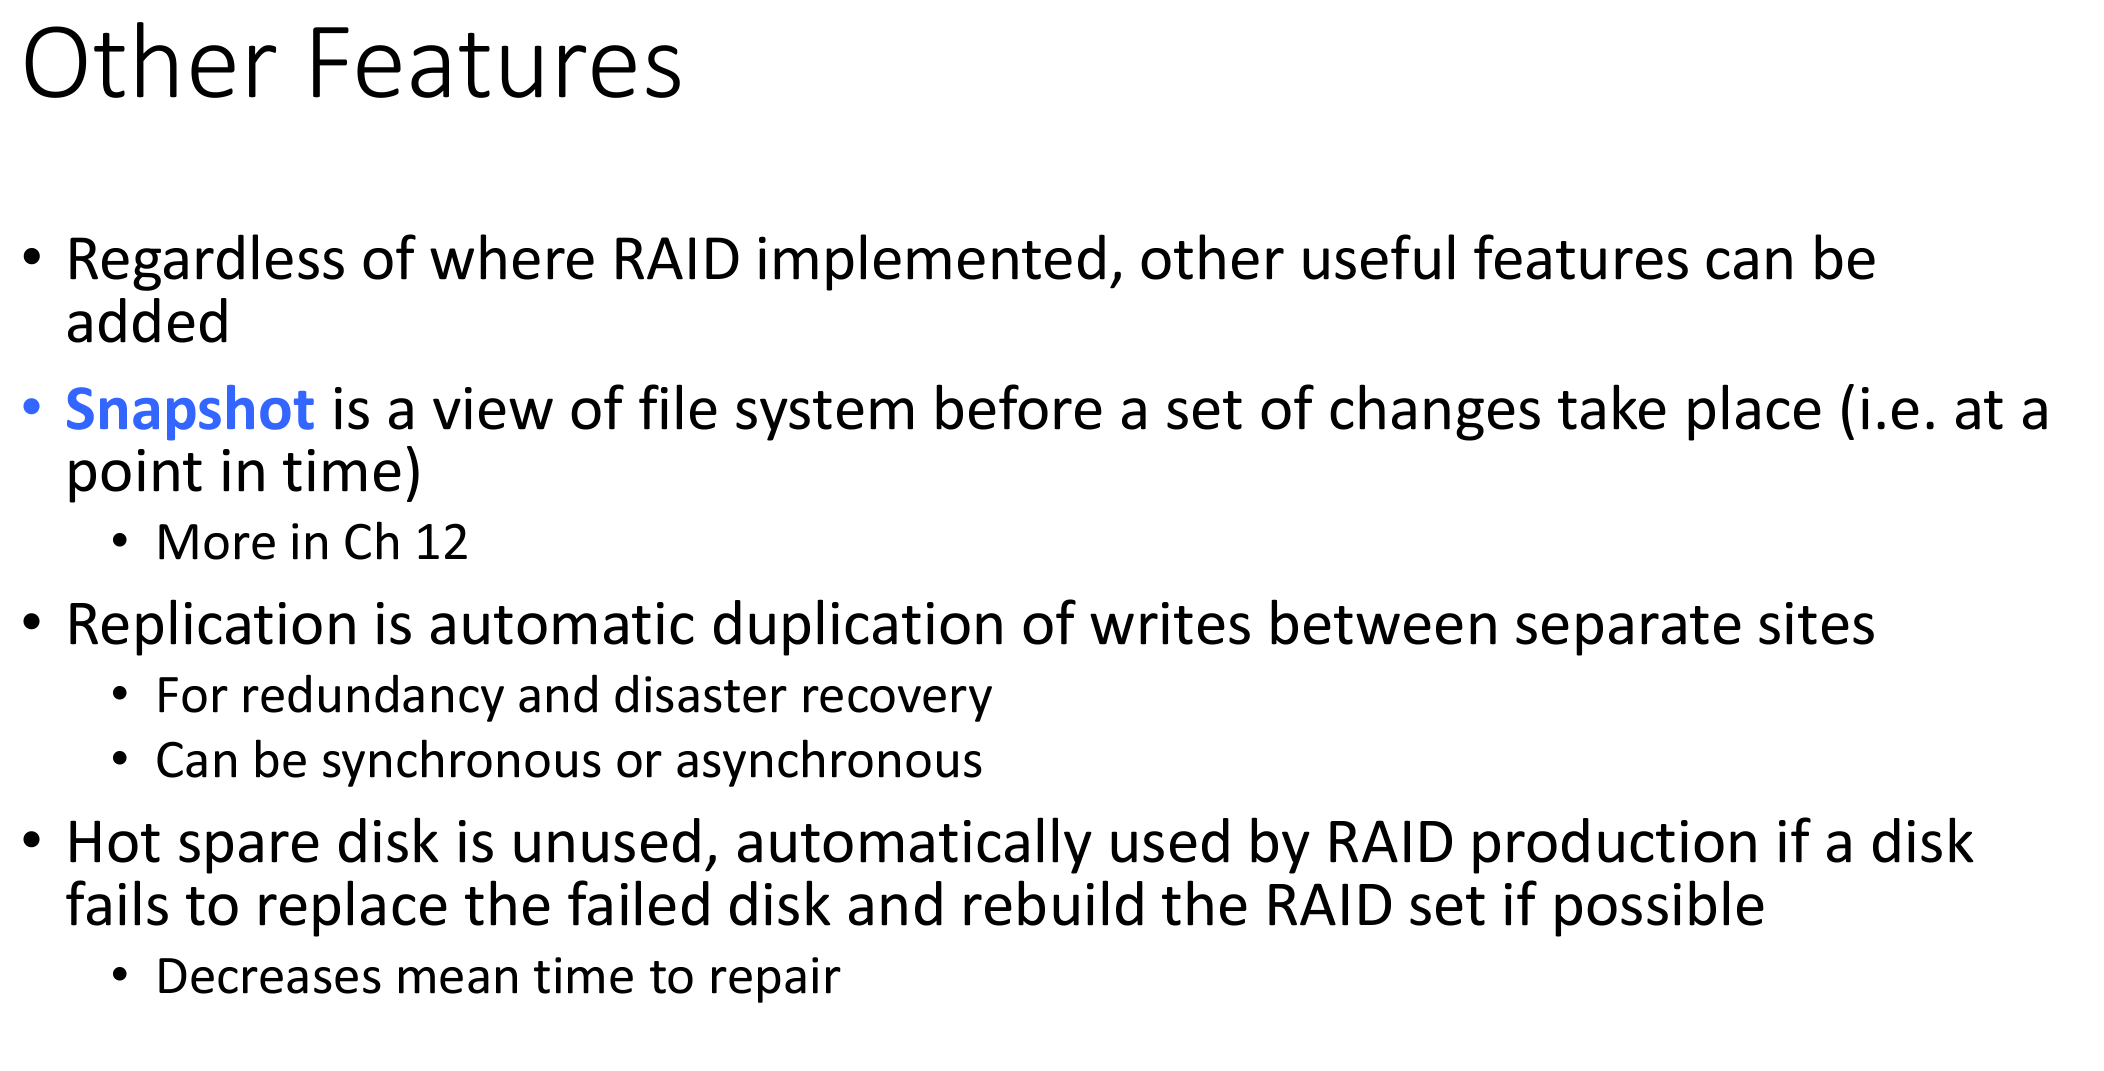 Other Features
• Regardless of where RAID implemented, other useful features can be
added
• Snapshot is a view of file system before a set of changes take place (i.e. at a
point in time)
• More in Ch 12
• Replication is automatic duplication of writes between separate sites
• For redundancy and disaster recovery
• Can be synchronous or asynchronous
• Hot spare disk is unused, automatically used by RAID production if a disk
fails to replace the failed disk and rebuild the RAID set if possible
• Decreases mean time to repair